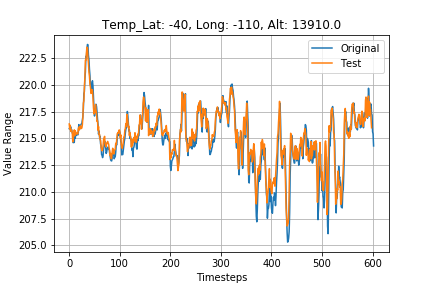 Temp_Lat: -40, Long: -110, Alt: 13910.0
Original
Test
Value Range
222.5
220.0
217.5
215.0
212.5
210.0
207.5
205.0
0 100 200 300 400 500 600
Timesteps